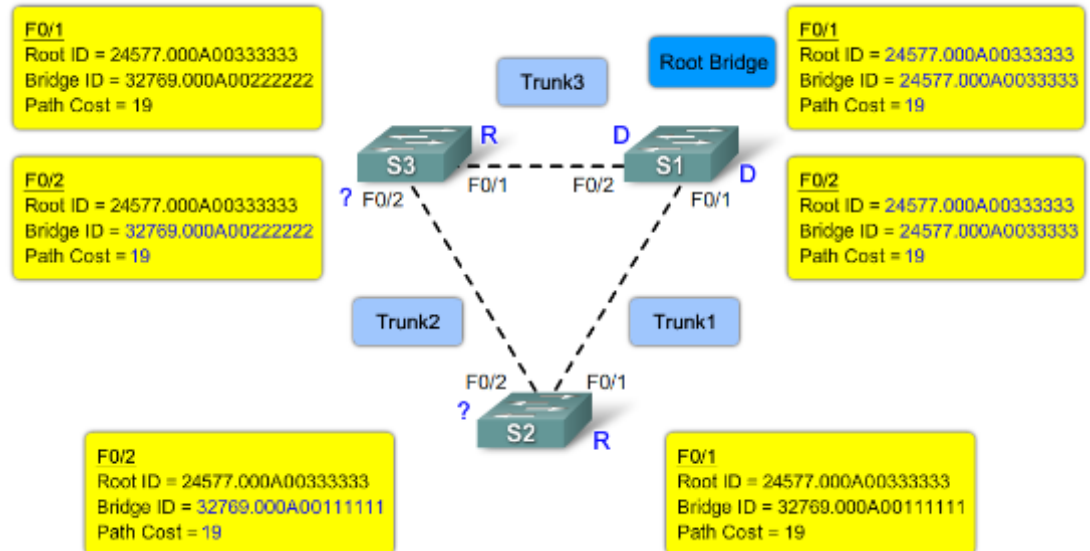 F0/1
Root ID = 24577.000A00333333
Bridge ID = 32769.000A00222222
Path Cost = 19
Trunk3
Root Bridge
F0/1
Root ID = 24577.000A00333333
Bridge ID = 24577.000A0033333
Path Cost = 19
F0/2
Root ID = 24577.000A00333333
Bridge ID = 32769.000A00222222
Path Cost = 19
R
S3
? F0/2
F0/1
D
S1
F0/2
D
F0/1
F0/2
Root ID = 24577.000A00333333
Bridge ID = 24577.000A0033333
Path Cost = 19
Trunk2
Trunk1
F0/2
F0/1
?
S2
R
F0/2
Root ID = 24577.000A00333333
Bridge ID = 32769.000A00111111
Path Cost = 19
F0/1
Root ID = 24577.000A00333333
Bridge ID = 32769.000A00111111
Path Cost = 19